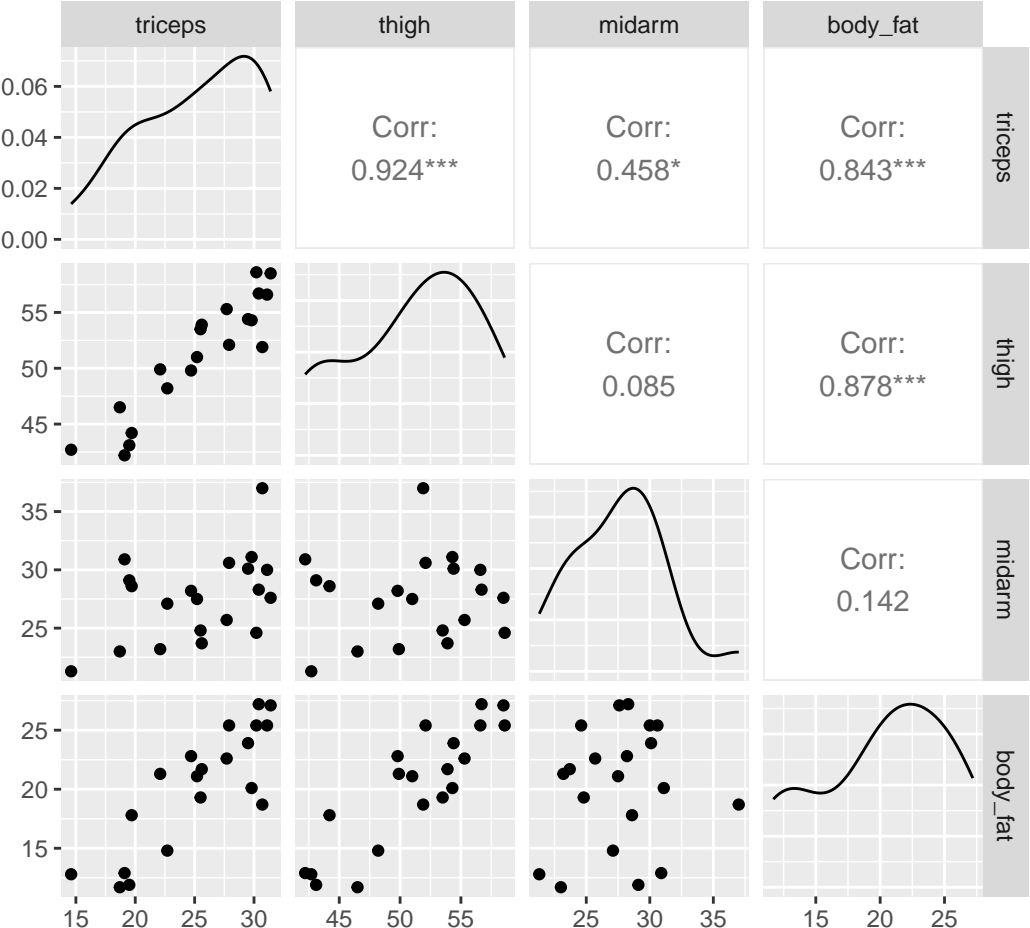 triceps thigh midarm body_fat
0.06
0.04
0.02
0.00
Corr:
0.924***
Corr:
0.458*
Corr:
0.843***
triceps
55
50
45
Corr:
0.085
Corr:
0.878***
thigh
35
30
25
Corr:
0.142
midarm
25
20
15
body_fat
15 20 25 30 45 50 55 25 30 35 15 20 25